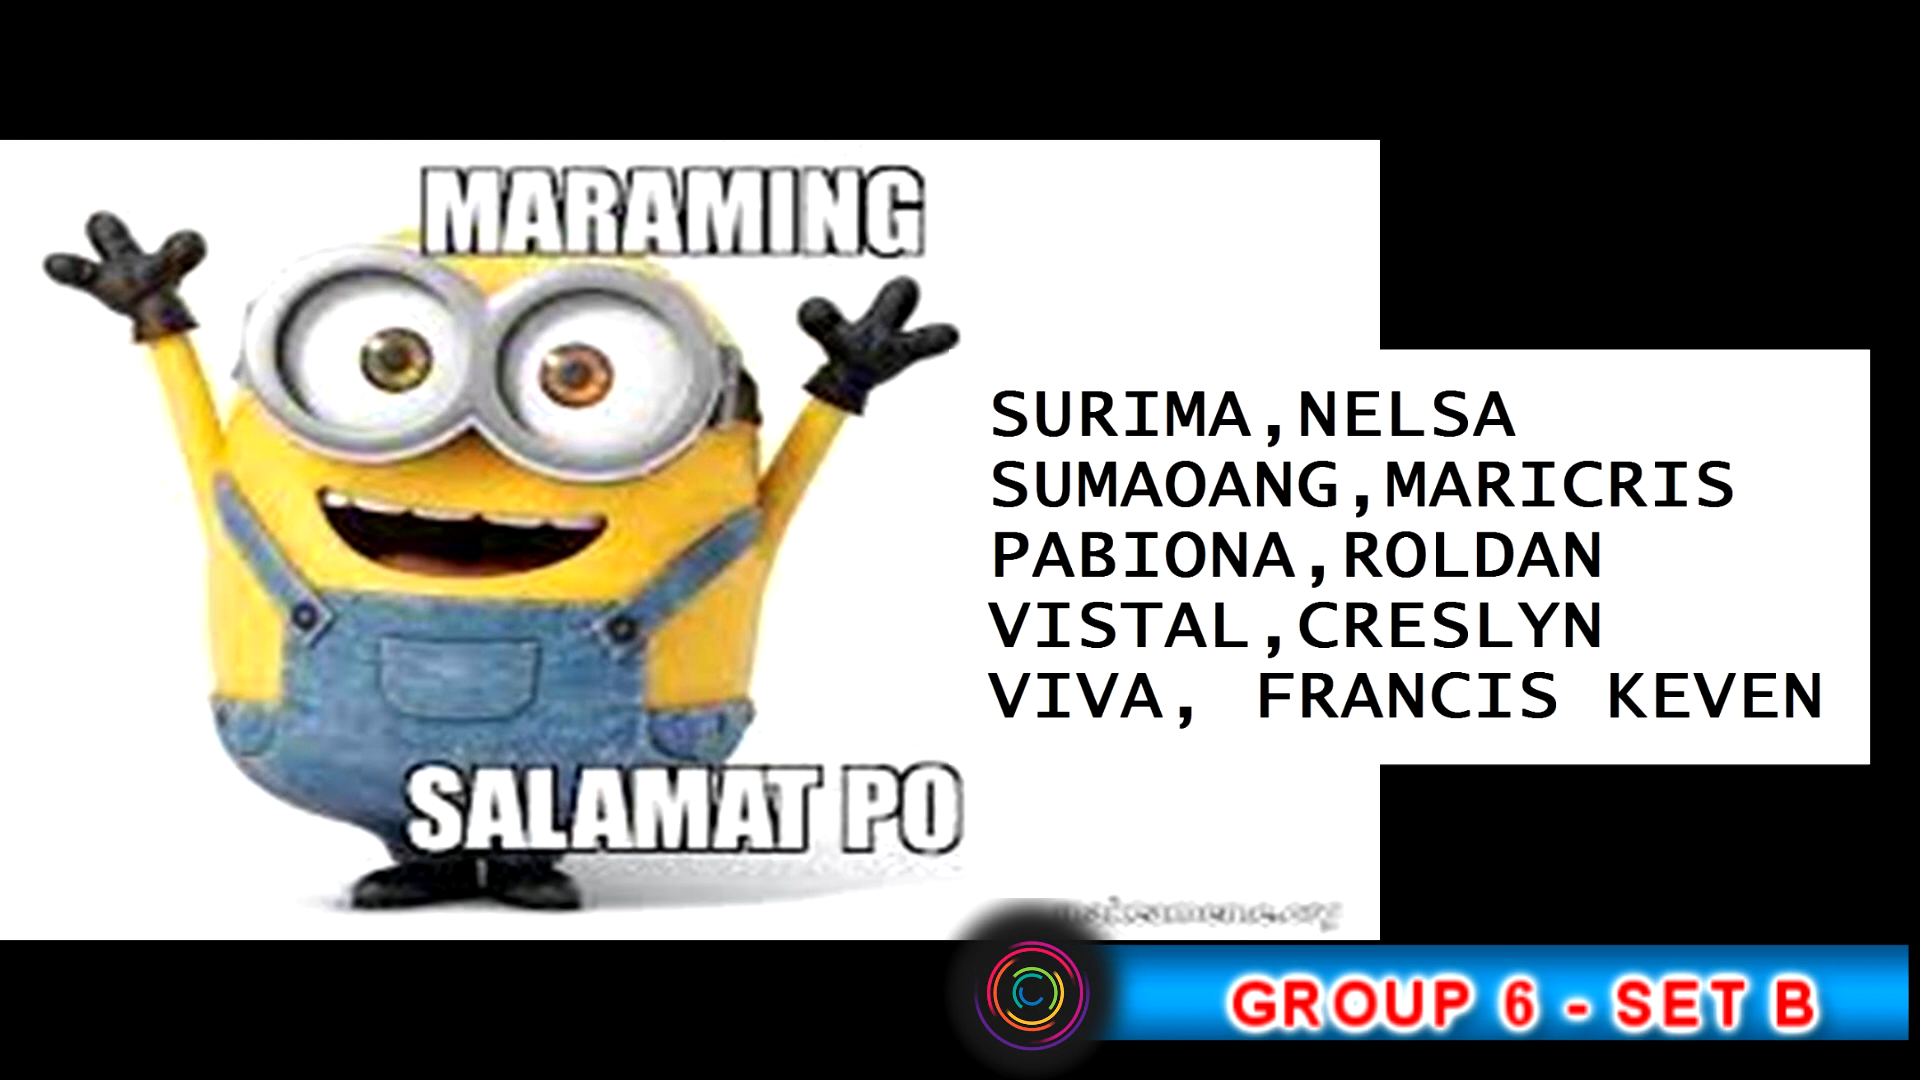 MARAMING
SURIMA,NELSA
SUMAOANG,MARICRIS
PABIONA,ROLDAN
VISTAL,CRESLYN
VIVA, FRANCIS KEVEN
SALAMAT PO
GROUP 6 - SET B